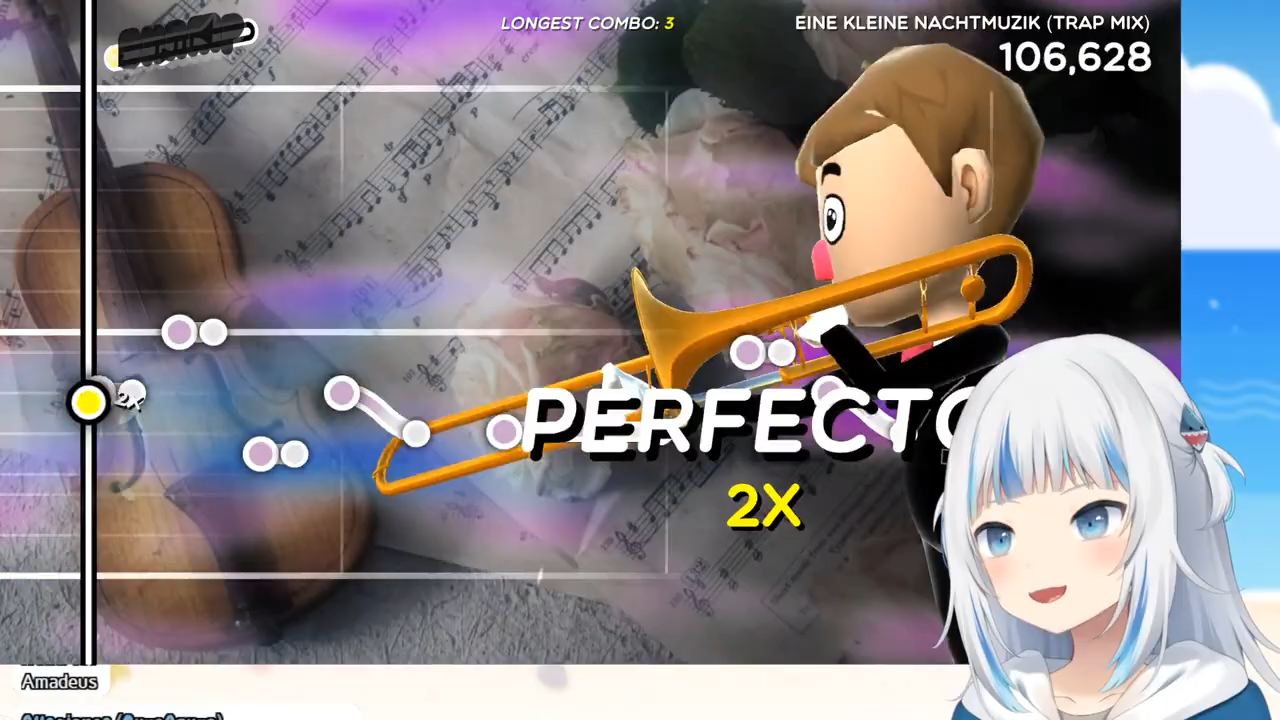 LONGEST COMBO: 3
EINE KLEINE NACHTMUZIK (TRAP MIX)
106,628
2X
PERFECTO
2X
Amadeus